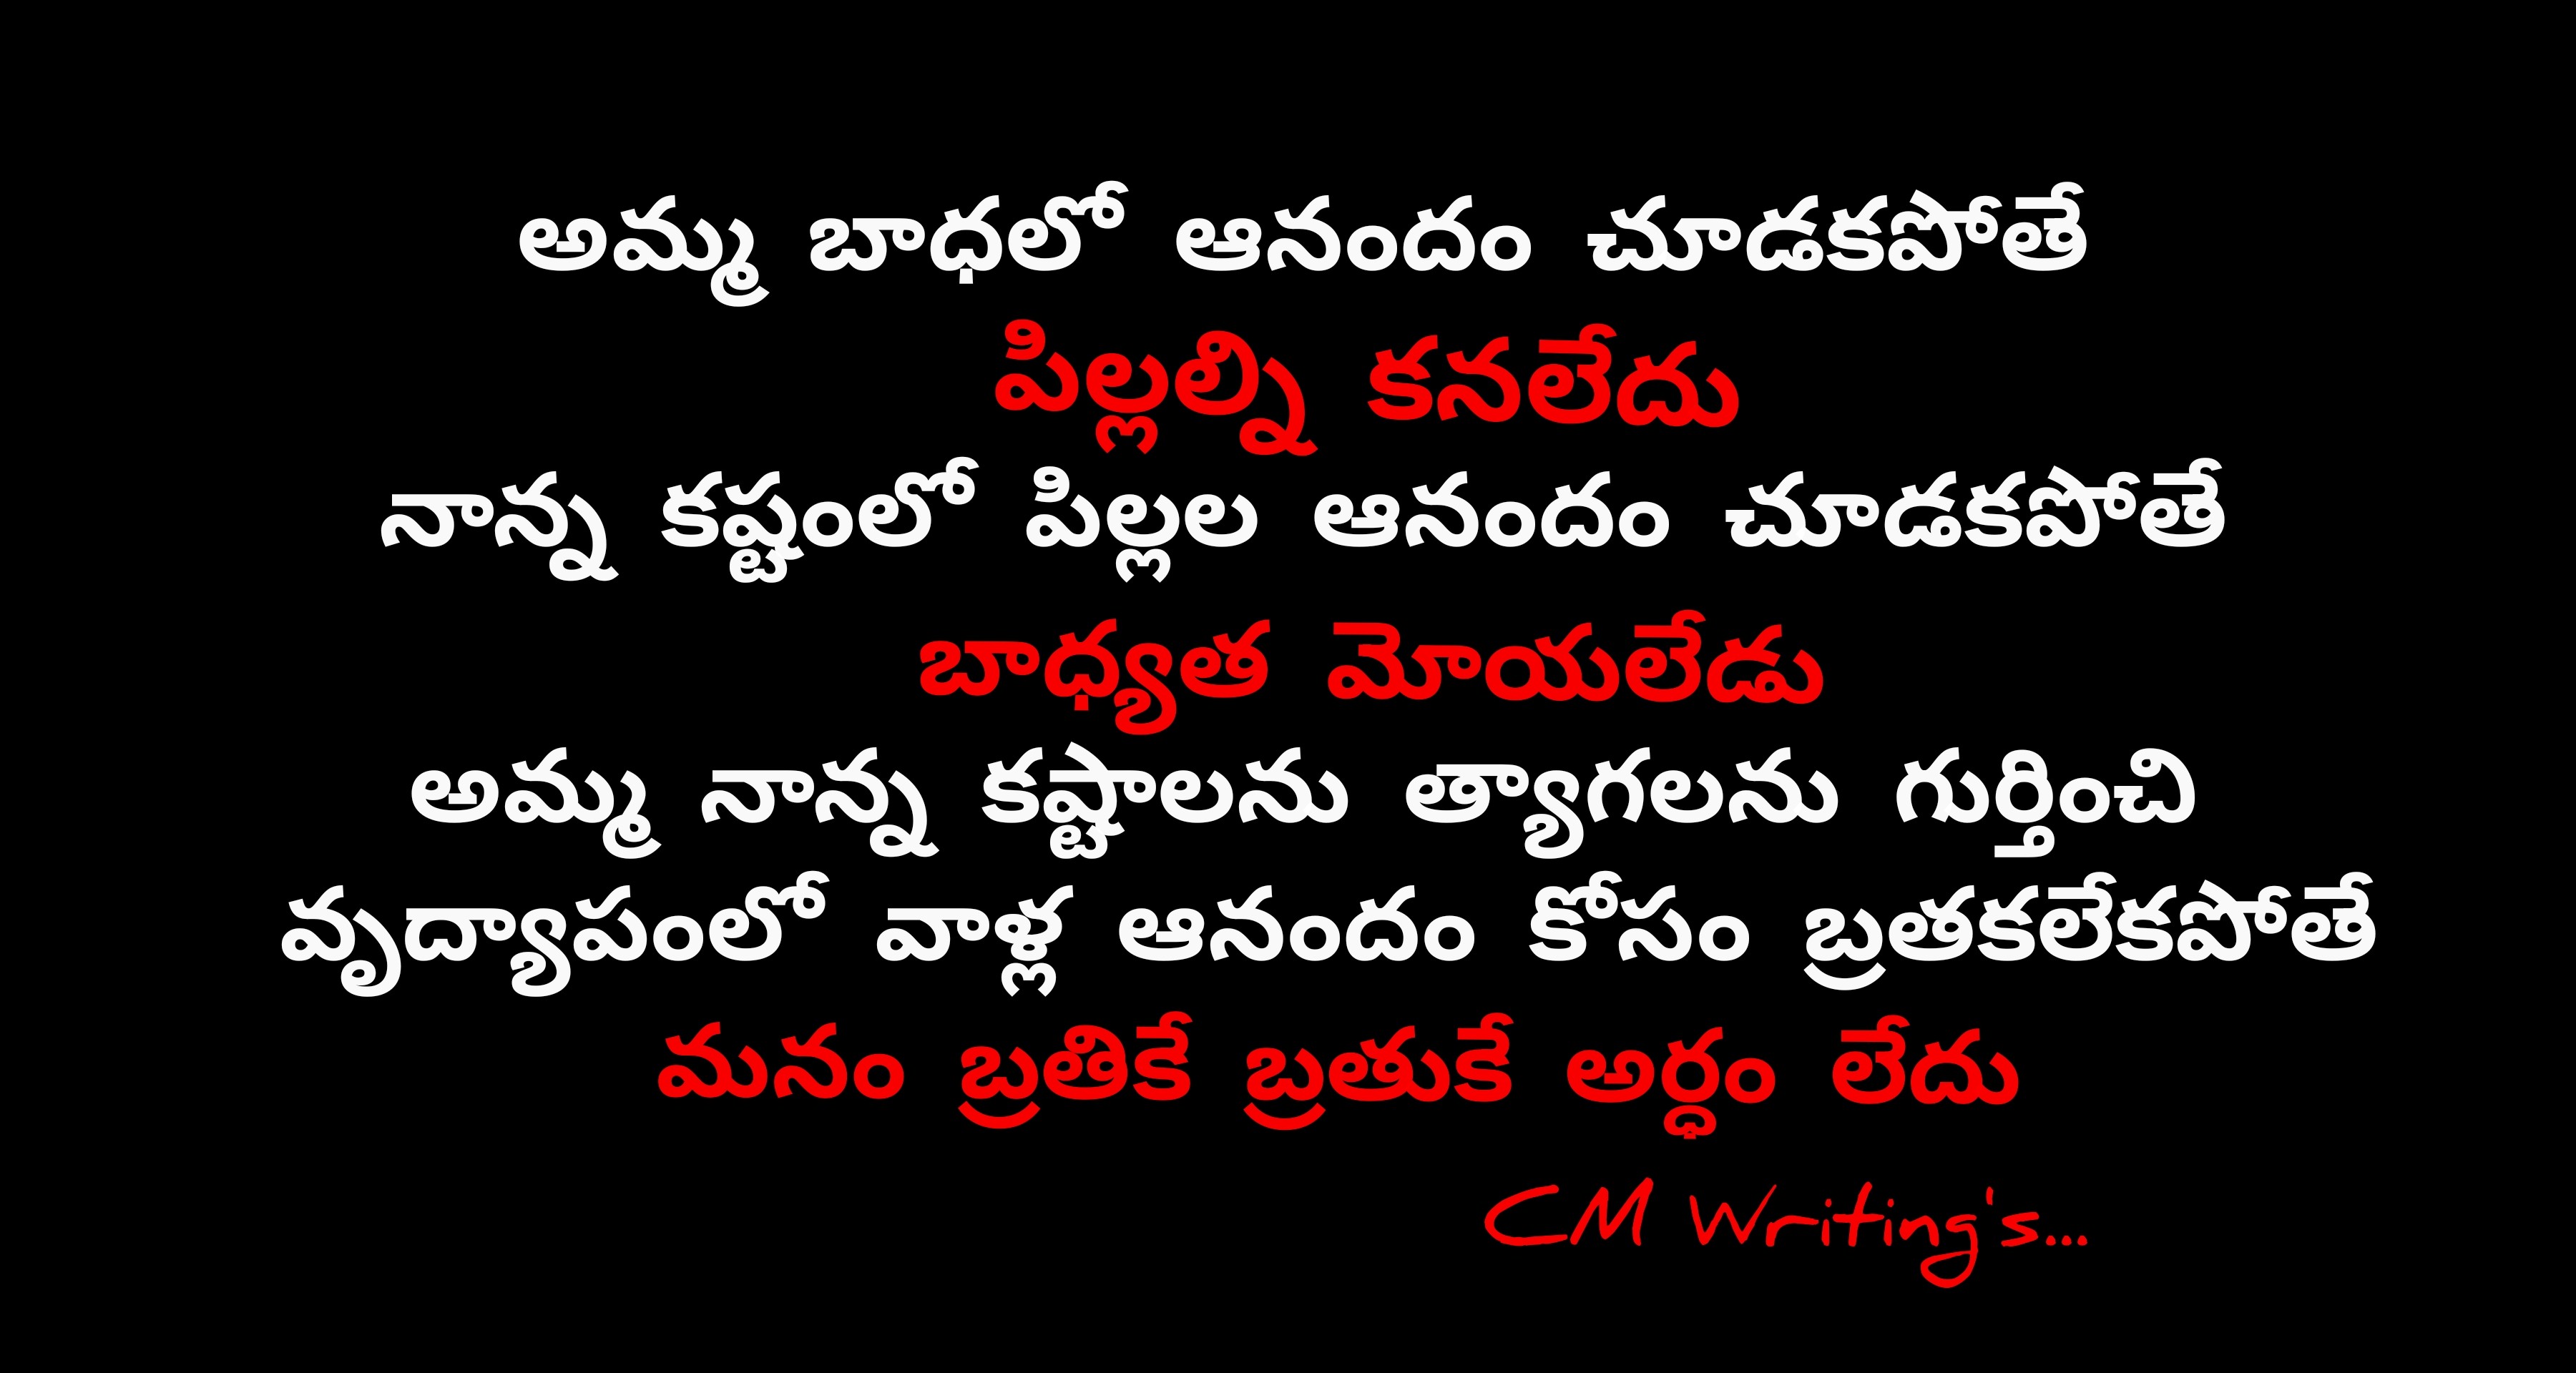 అమ్మ బాధలో ఆనందం చూడకపోతే
పిల్లల్ని కనలేదు
నాన్న కష్టంలో పిల్లల ఆనందం చూడకపోతే
బాధ్యత మోయలేడు
అమ్మ నాన్న కష్టాలను త్యాగలను గుర్తించి
వృద్యాపంలో వాళ్ల ఆనందం కోసం బ్రతకలేకపోతే
మనం బ్రతికే బ్రతుకే అర్ధం లేదు
CM Writing's...